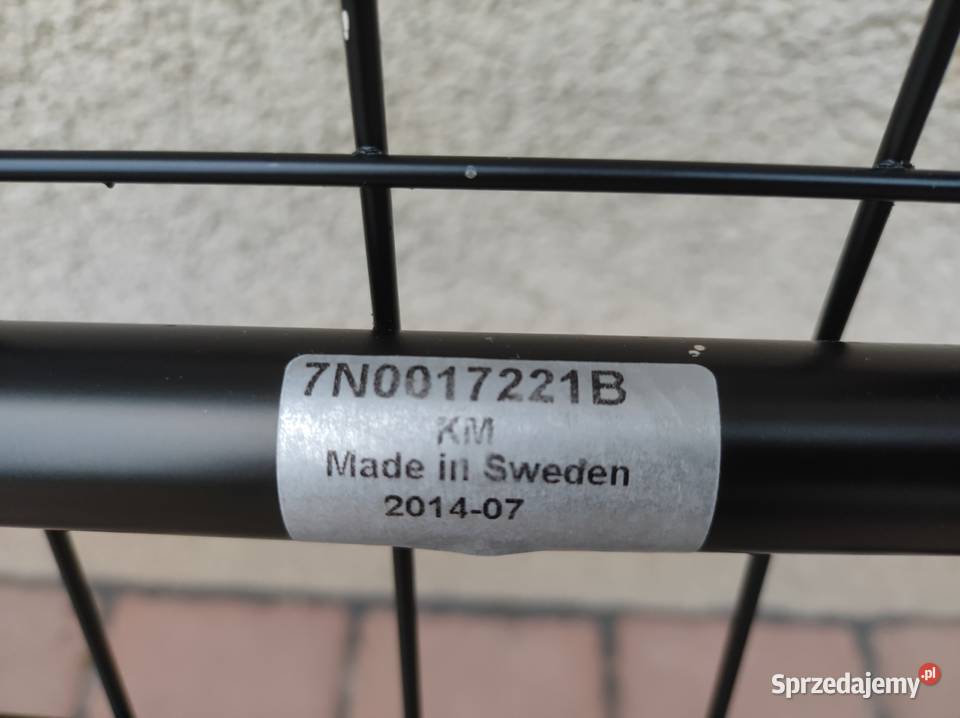 7N0017221B
KM
Made in Sweden
2014-07
Sprzedajemy.pl